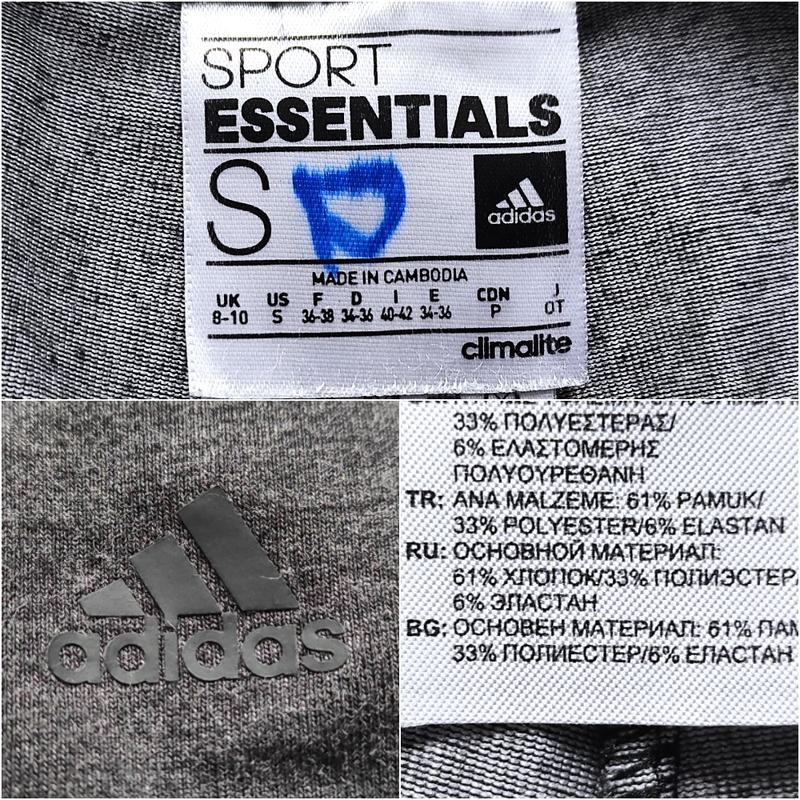 SPORT
ESSENTIALS
S
adidas
MADE IN CAMBODIA
UK US F D I E CDN J
8-10 S 36-38 34-36 40-42 34-36 P OT
climalite
adidas
33% ΠΟΛΥΕΣΤΕΡΑΣ/
6% ΕΛΑΣΤΟΜΕΡΗΣ
ΠΟΛΥΟΥΡΕΘΑΝΗ
TR: ANA MALZEME: 61% PAMUK/
33% POLYESTER/6% ELASTAN
RU: ОСНОВНОЙ МАТЕРИАЛ:
61% ХЛОПОК/33% ПОЛИЭСТЕР
6% ЭЛАСТАН
BG: ОСНОВЕН МАТЕРИАЛ: 61% ПАМ
33% ПОЛИЕСТЕР/6% ЕЛАСТАН